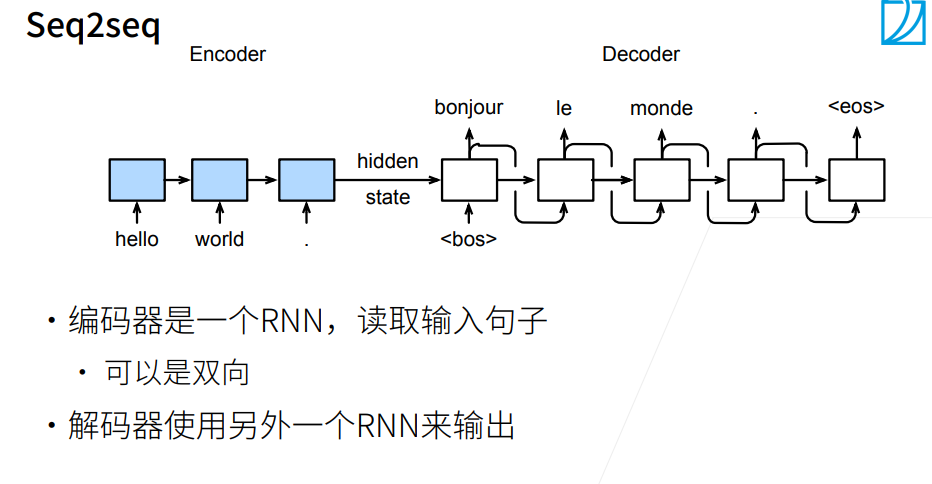 Seq2seq
Encoder Decoder
bonjour le monde . <eos>
hidden
state
hello world . <bos>
• 编码器是一个RNN，读取输入句子
• 可以是双向
• 解码器使用另外一个RNN来输出